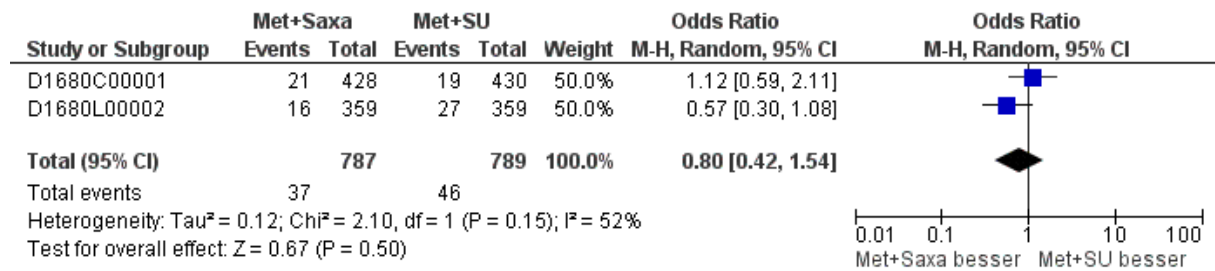 Met+Saxa Met+SU Odds Ratio Odds Ratio
Study or Subgroup Events Total Events Total Weight M-H, Random, 95% CI M-H, Random, 95% CI
D1680C00001 21 428 19 430 50.0% 1.12 [0.59, 2.11]
D1680L00002 16 359 27 359 50.0% 0.57 [0.30, 1.08]
Total (95% CI) 787 789 100.0% 0.80 [0.42, 1.54]
Total events 37 46
Heterogeneity: Tau² = 0.12; Chi² = 2.10, df = 1 (P = 0.15); I² = 52%
Test for overall effect: Z = 0.67 (P = 0.50)
0.01 0.1 1 10 100
Met+Saxa besser Met+SU besser